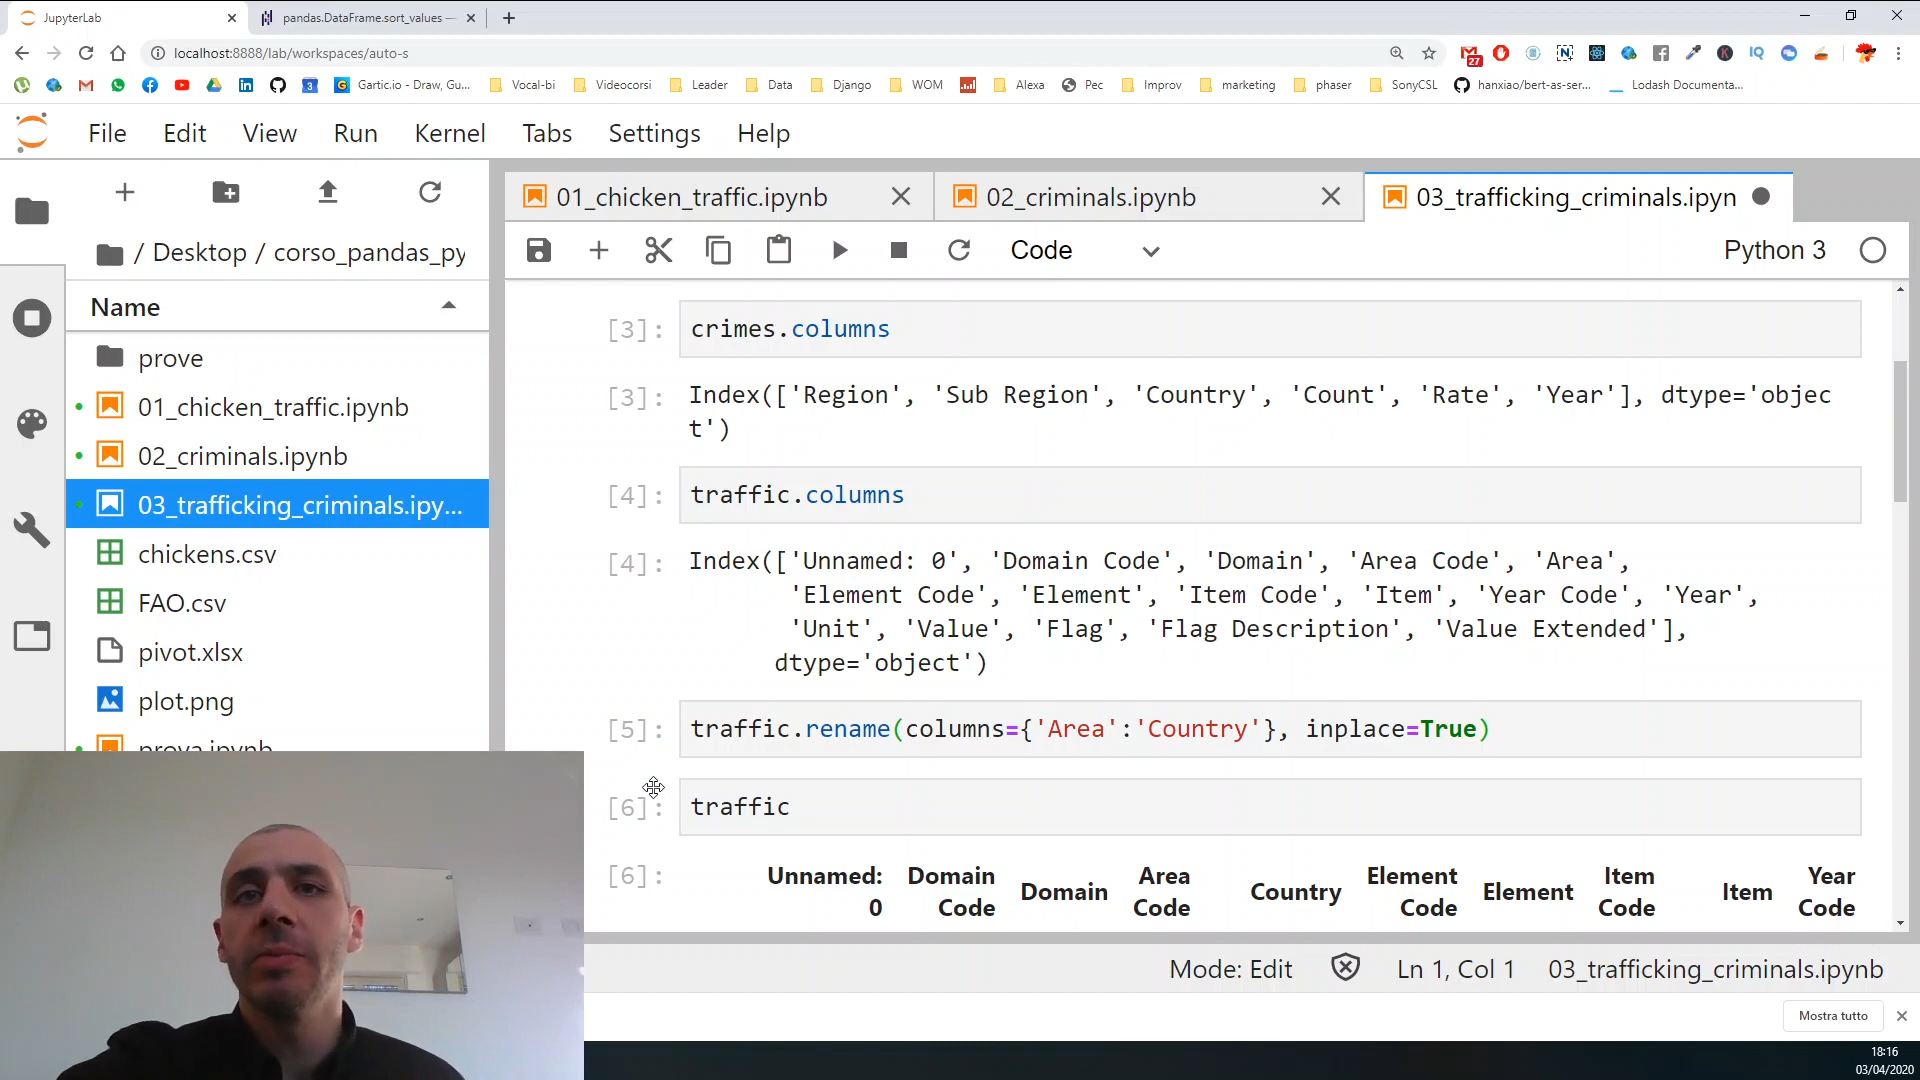 JupyterLab
pandas.DataFrame.sort_values —
localhost:8888/lab/workspaces/auto-s
27
IQ
Gartic.io - Draw, Gu...
Vocal-bi
Videocorsi
Leader
Data
Django
WOM
Alexa
Pec
Improv
marketing
phaser
SonyCSL
hanxiao/bert-as-ser...
Lodash Documenta...
File
Edit
View
Run
Kernel
Tabs
Settings
Help
/ Desktop / corso_pandas_py
Name
prove
01_chicken_traffic.ipynb
02_criminals.ipynb
03_trafficking_criminals.ipy...
chickens.csv
FAO.csv
pivot.xlsx
plot.png
prova.ipynb
01_chicken_traffic.ipynb
02_criminals.ipynb
03_trafficking_criminals.ipyn
Code
Python 3
[3]: crimes.columns
[3]: Index(['Region', 'Sub Region', 'Country', 'Count', 'Rate', 'Year'], dtype='objec
t')
[4]: traffic.columns
[4]: Index(['Unnamed: 0', 'Domain Code', 'Domain', 'Area Code', 'Area',
'Element Code', 'Element', 'Item Code', 'Item', 'Year Code', 'Year',
'Unit', 'Value', 'Flag', 'Flag Description', 'Value Extended'],
dtype='object')
[5]: traffic.rename(columns={'Area':'Country'}, inplace=True)
[6]: traffic
[6]: Unnamed: 0 Domain Code Domain Area Code Country Element Code Element Item Code Item Year Code
Mode: Edit
Ln 1, Col 1
03_trafficking_criminals.ipynb
Mostra tutto
18:16
03/04/2020